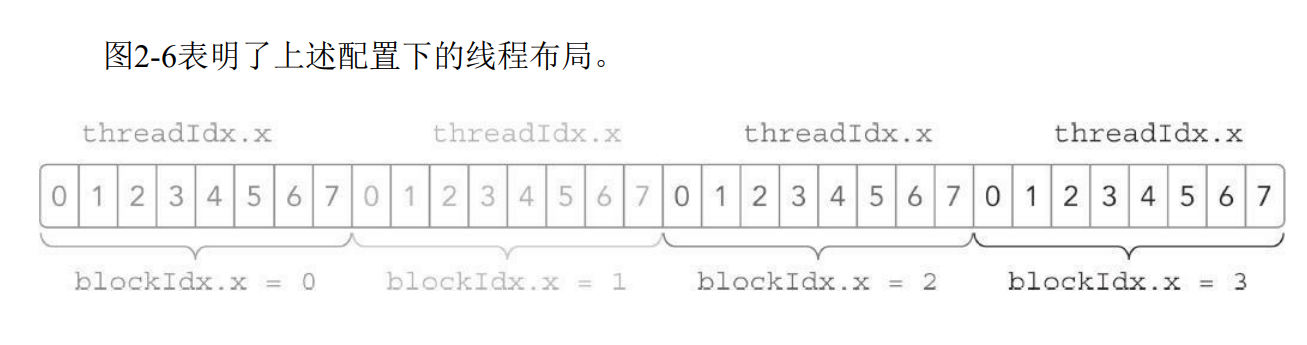 图2-6表明了上述配置下的线程布局。
threadIdx.x threadIdx.x threadIdx.x threadIdx.x
0 1 2 3 4 5 6 7 0 1 2 3 4 5 6 7 0 1 2 3 4 5 6 7 0 1 2 3 4 5 6 7
blockIdx.x = 0 blockIdx.x = 1 blockIdx.x = 2 blockIdx.x = 3